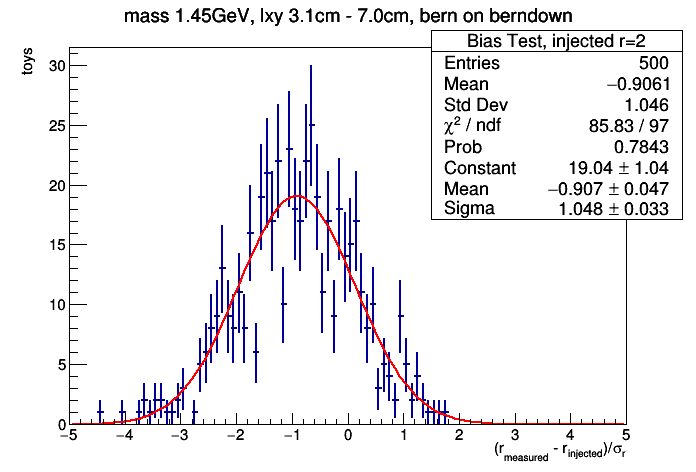 mass 1.45GeV, lxy 3.1cm - 7.0cm, bern on berndown
Bias Test, injected r=2
Entries 500
Mean −0.9061
Std Dev 1.046
χ² / ndf 85.83 / 97
Prob 0.7843
Constant 19.04 ± 1.04
Mean −0.907 ± 0.047
Sigma 1.048 ± 0.033
toys
30
25
20
15
10
5
0
−5 −4 −3 −2 −1 0 1 2 3 4 5
(r_measured - r_injected)/σ_r